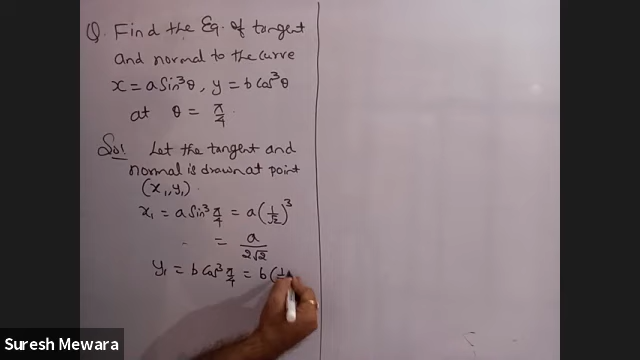 Q. Find the Eq. of tangent
and normal to the curve
x = a Sin³θ, y = b Cos³θ
at θ = π/4
Sol Let the tangent and
normal is drawn at point
(x₁, y₁)
x₁ = a Sin³ π/4 = a(1/√2)³
= a/2√2
y₁ = b Cos³ π/4 = b(1
Suresh Mewara